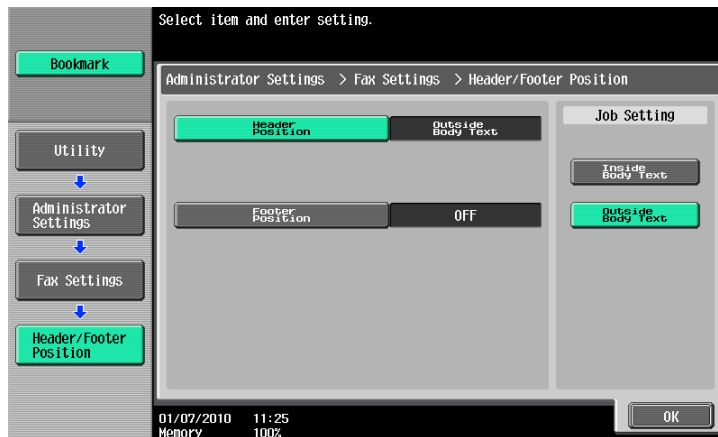 Select item and enter setting.
Bookmark
Administrator Settings > Fax Settings > Header/Footer Position
Header
Position
Outside
Body Text
Job Setting
Utility
Inside
Body Text
Administrator
Settings
Footer
Position
OFF
Outside
Body Text
Fax Settings
Header/Footer
Position
01/07/2010 11:25
Memory 100%
OK